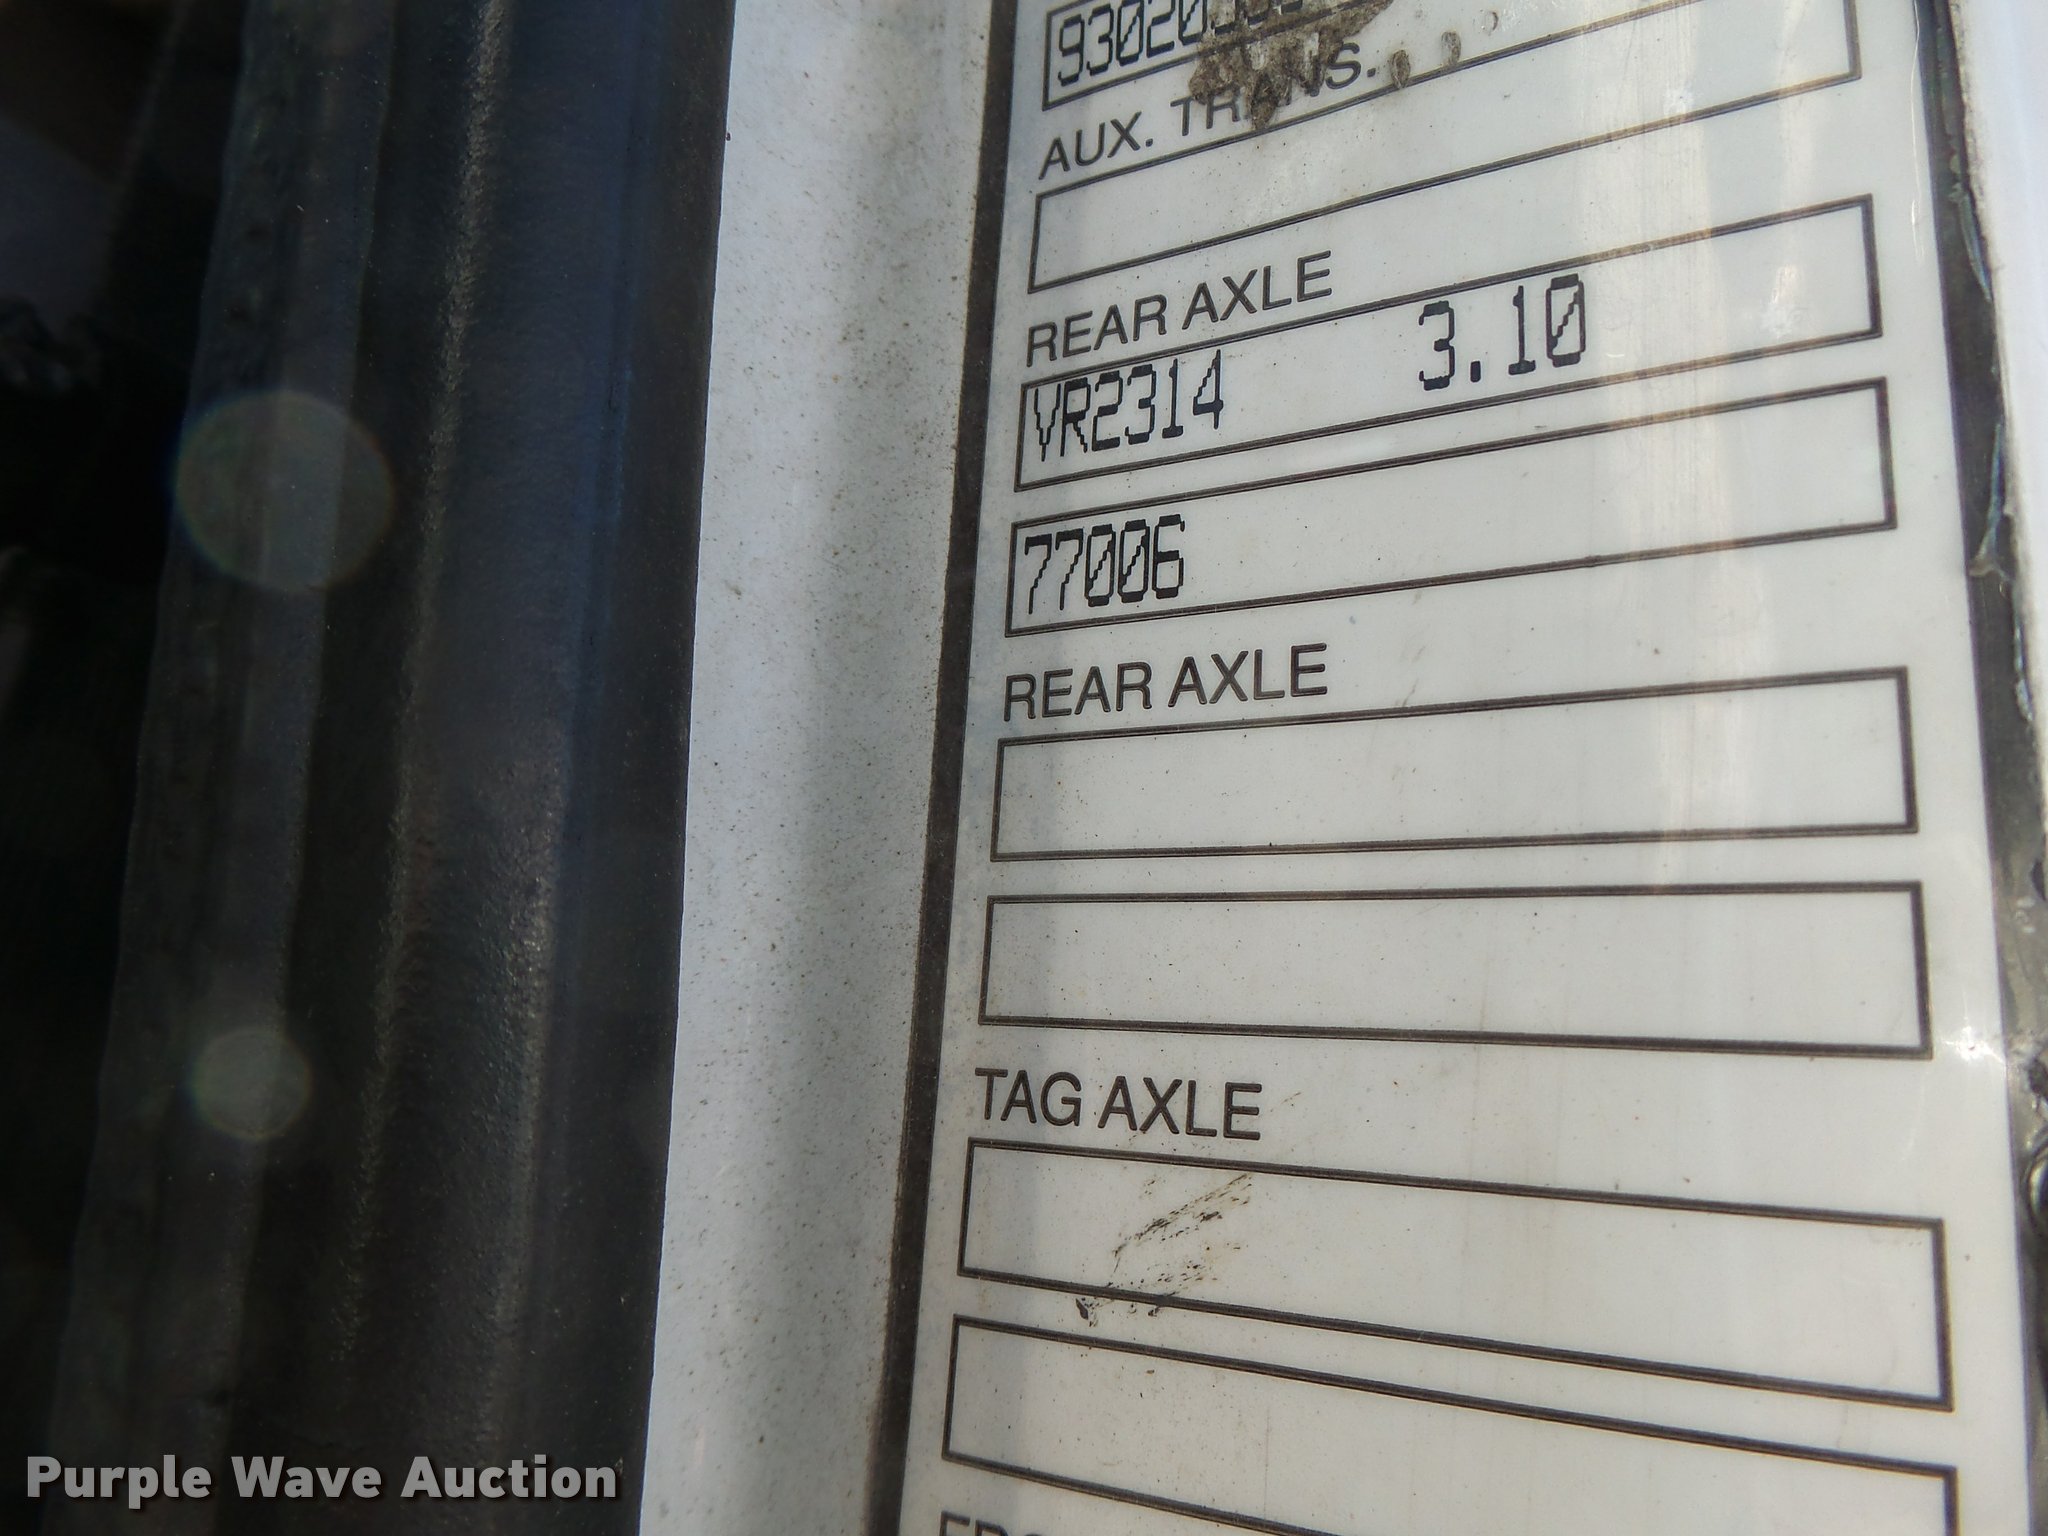 AUX. TRANS.
REAR AXLE
VR2314 3.10
77006
REAR AXLE
TAG AXLE
Purple Wave Auction